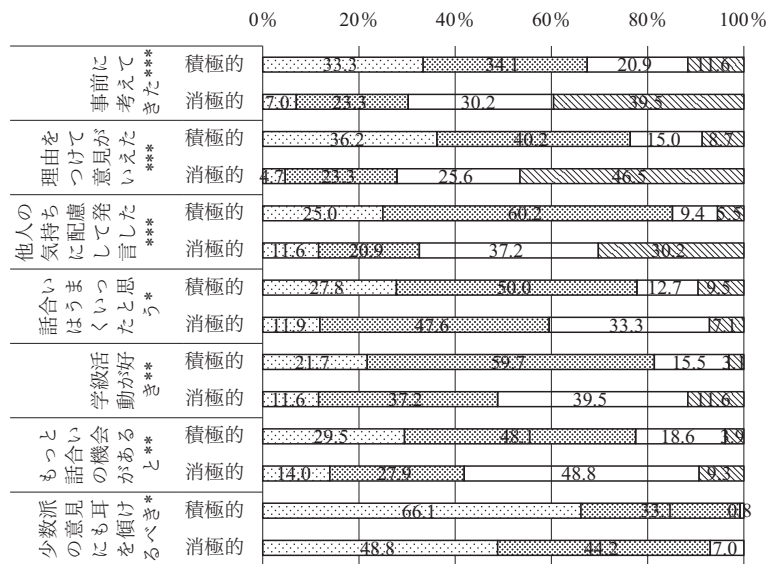 0% 20% 40% 60% 80% 100%
事前に
考えて
きた***
積極的 33.3 34.1 20.9 11.6
消極的 7.0 23.3 30.2 39.5
理由を
つけて
意見が
いえた
***
積極的 36.2 40.2 15.0 8.7
消極的 4.7 23.3 25.6 46.5
他人の
気持ち
に配慮
して発
言した
***
積極的 25.0 60.2 9.4 5.5
消極的 11.6 20.9 37.2 30.2
話合い
はうま
くいっ
たと思
う*
積極的 27.8 50.0 12.7 9.5
消極的 11.9 47.6 33.3 7.1
学級活
動が好
き**
積極的 21.7 59.7 15.5 3.1
消極的 11.6 37.2 39.5 11.6
もっと
話合い
の機会
がある
と**
積極的 29.5 48.1 18.6 3.9
消極的 14.0 27.9 48.8 9.3
少数派
の意見
にも耳
を傾け
るべき*
積極的 66.1 33.1 0.8
消極的 48.8 44.2 7.0